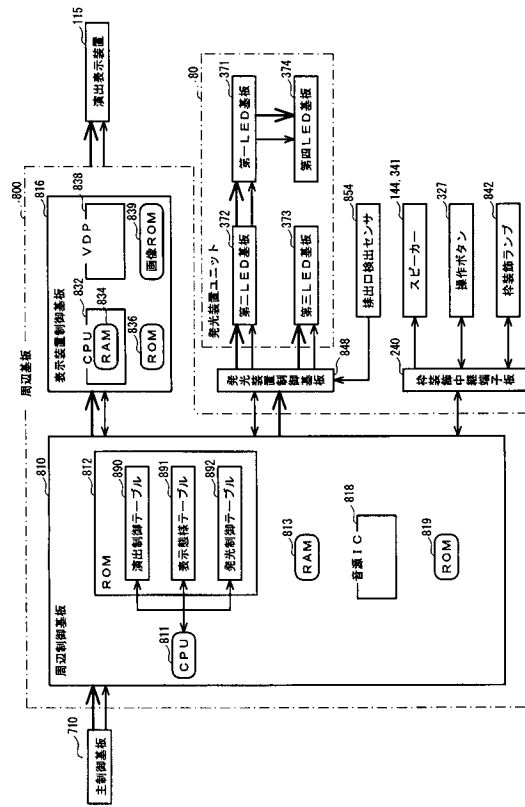 周辺基板
800
主制御基板
710
周辺制御基板
810
ROM
812
演出制御テーブル
890
表示態様テーブル
891
発光制御テーブル
892
CPU
811
RAM
813
音源IC
818
ROM
819
表示装置制御基板
816
CPU
832
RAM
834
ROM
836
VDP
838
画像ROM
839
演出表示装置
115
発光装置制御基板
848
発光装置ユニット
80
第二LED基板
372
第一LED基板
371
第三LED基板
373
第四LED基板
374
排出口検出センサ
854
枠装飾中継端子板
240
スピーカー
144,341
操作ボタン
327
枠装飾ランプ
842